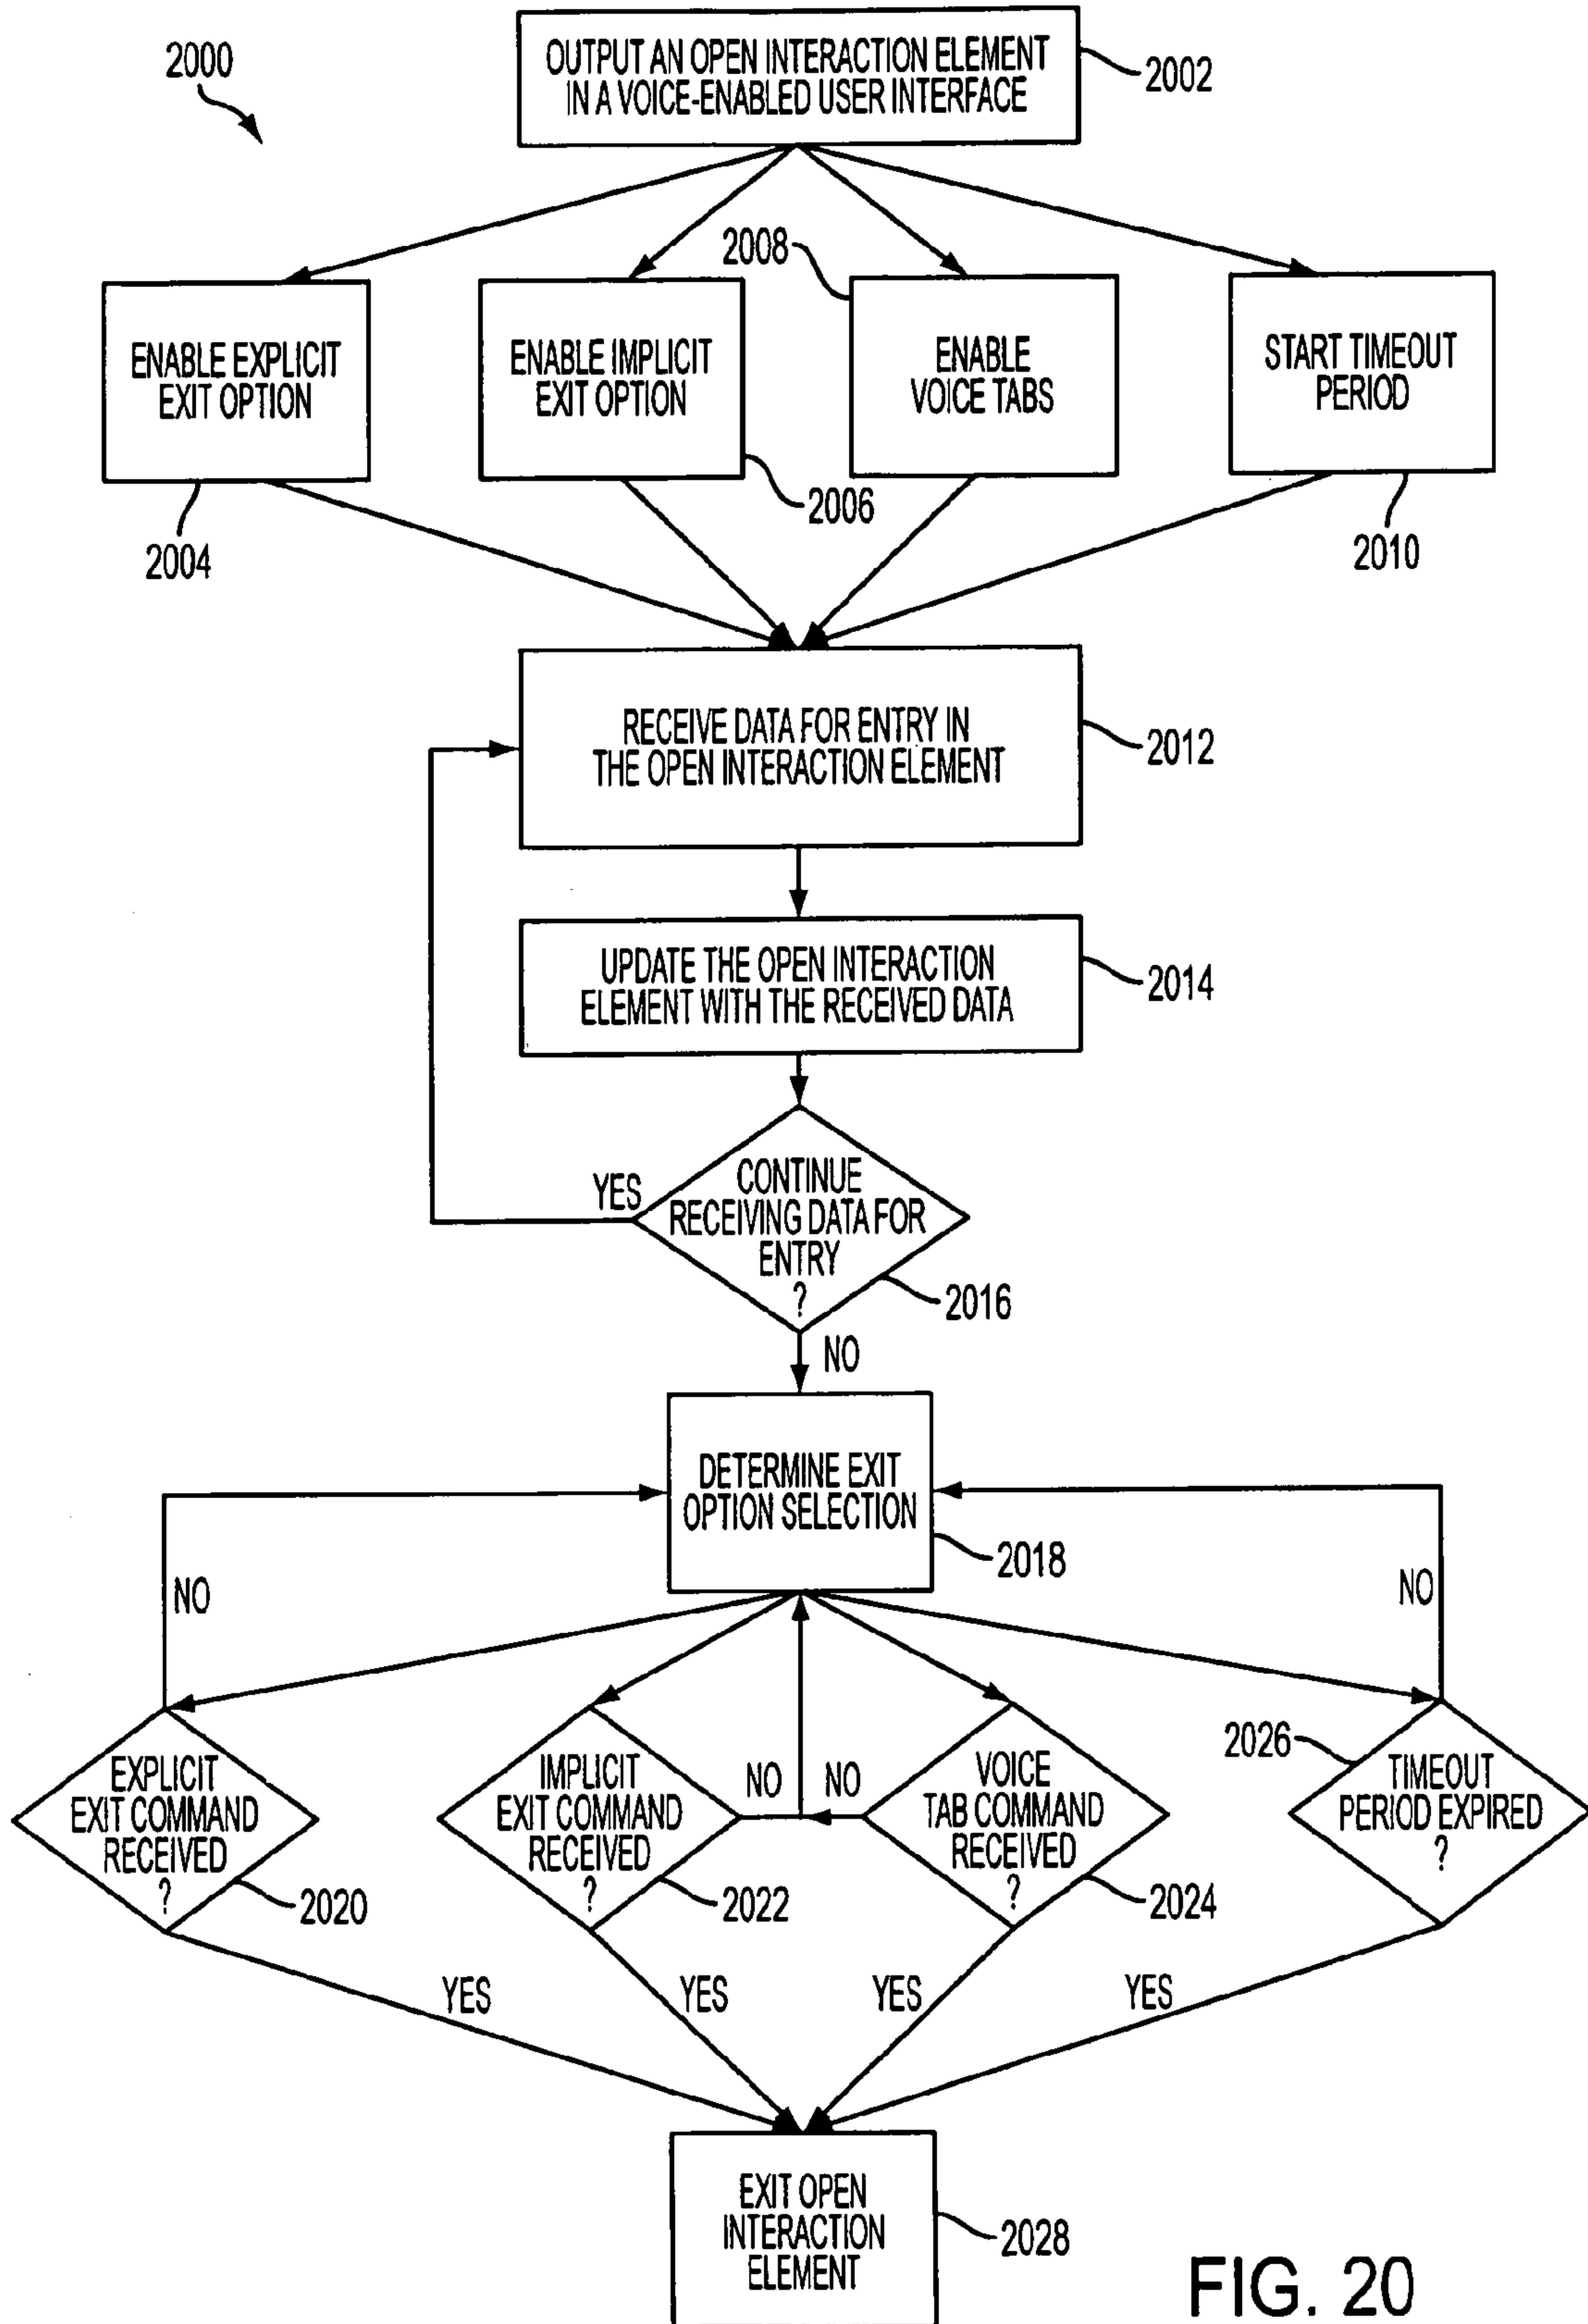 2000
OUTPUT AN OPEN INTERACTION ELEMENT
IN A VOICE-ENABLED USER INTERFACE
2002
ENABLE EXPLICIT
EXIT OPTION
2004
ENABLE IMPLICIT
EXIT OPTION
2006
2008
ENABLE
VOICE TABS
START TIMEOUT
PERIOD
2010
RECEIVE DATA FOR ENTRY IN
THE OPEN INTERACTION ELEMENT
2012
UPDATE THE OPEN INTERACTION
ELEMENT WITH THE RECEIVED DATA
2014
YES
CONTINUE
RECEIVING DATA FOR
ENTRY
?
2016
NO
DETERMINE EXIT
OPTION SELECTION
2018
NO
NO
EXPLICIT
EXIT COMMAND
RECEIVED
?
2020
IMPLICIT
EXIT COMMAND
RECEIVED
?
2022
NO
NO
VOICE
TAB COMMAND
RECEIVED
?
2024
2026
TIMEOUT
PERIOD EXPIRED
?
YES
YES
YES
YES
EXIT OPEN
INTERACTION
ELEMENT
2028
FIG. 20